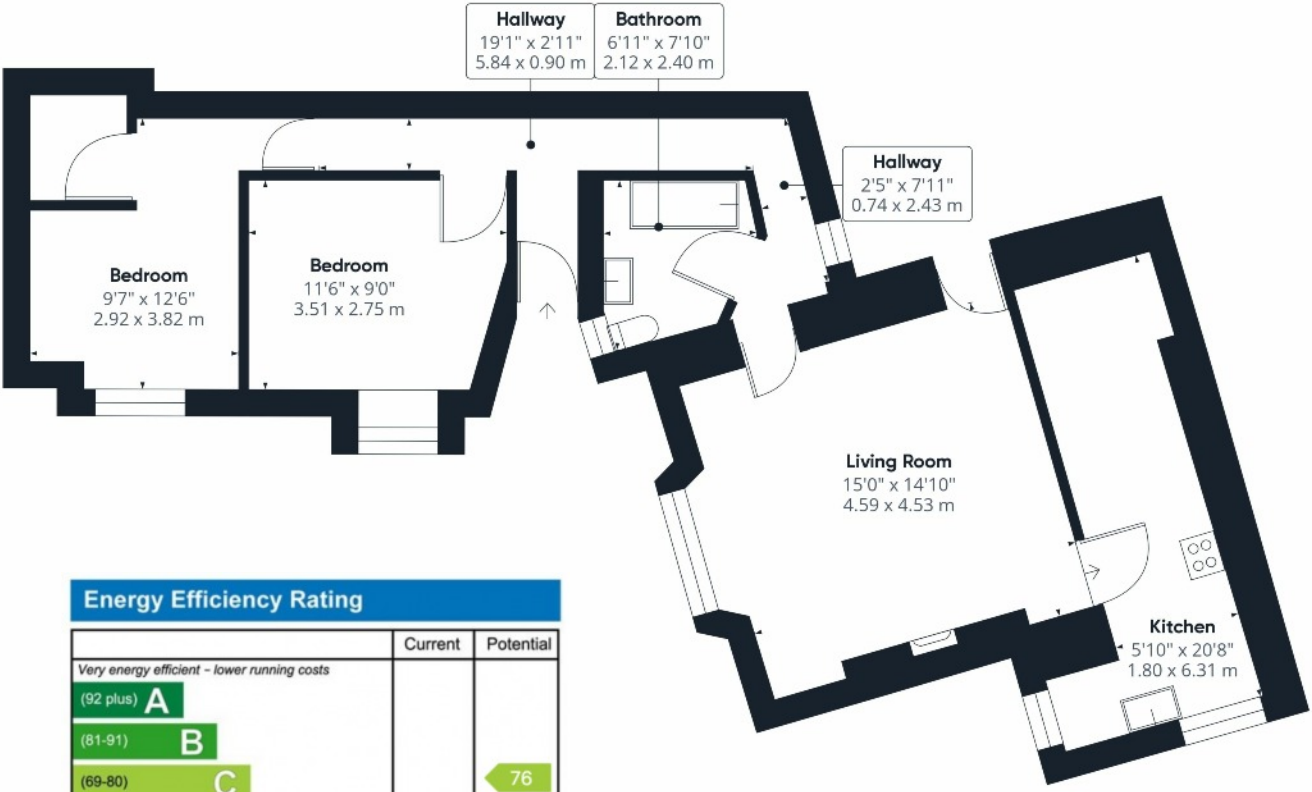 Hallway
19'1" x 2'11"
5.84 x 0.90 m
Bathroom
6'11" x 7'10"
2.12 x 2.40 m
Hallway
2'5" x 7'11"
0.74 x 2.43 m
Bedroom
9'7" x 12'6"
2.92 x 3.82 m
Bedroom
11'6" x 9'0"
3.51 x 2.75 m
Living Room
15'0" x 14'10"
4.59 x 4.53 m
Kitchen
5'10" x 20'8"
1.80 x 6.31 m
Energy Efficiency Rating
Current Potential
Very energy efficient – lower running costs
(92 plus) A
(81-91) B
(69-80) C 76